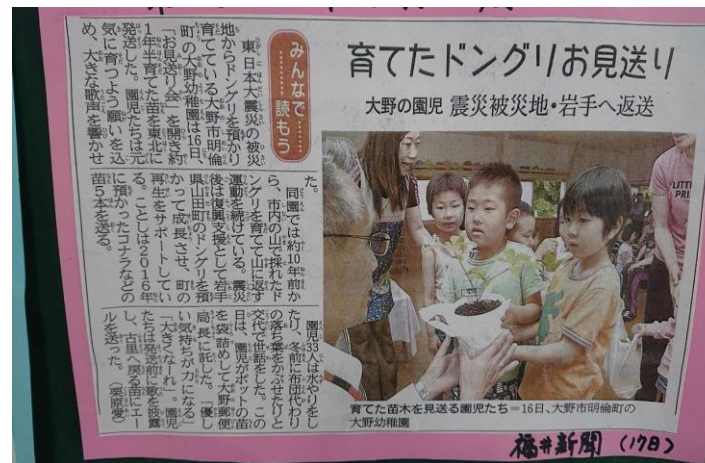 育てたドングリお見送り
大野の園児 震災被災地・岩手へ返送
みんなで
読もう
東日本大震災の被災
地からドングリを預かり
育てている大野市明倫
町の大野幼稚園は16日、
「お見送り会」を開き約
1年半育てた苗を東北に
発送した。園児たちは元
気に育つよう願いを込
め、大きな歌声を響かせ
た。
同園では約10年前か
ら、市内の山で採れたド
ングリを育てて山に返す
運動を続けている。震災
後は復興支援として岩手
県山田町のドングリを預
かって成長させ、町の
再生をサポートしてい
る。ことしは2016年
に預かったコナラなどの
苗5本を送る。
園児33人は水やりをし
たり、冬前に布団代わり
の落ち葉をかぶせたりと
交代で世話をした。この
日は、園児がポットの苗
を袋詰めして大野郵便
局長に託した。「優し
い気持ちが力になる」
「大きくなーれー」。園児
たちは発送前に歌を披露
し、古里へ戻る苗にエー
ルを送った。(栗原愛)
育てた苗木を見送る園児たち=16日、大野市明倫町の
大野幼稚園
LITTL
PRI
福井新聞 (17日)